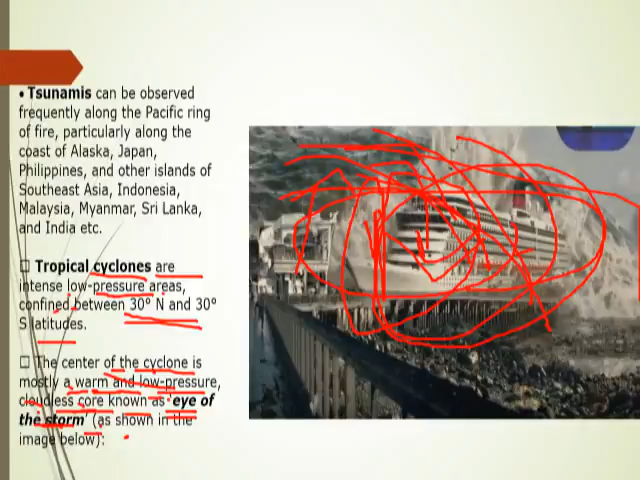 • Tsunamis can be observed
frequently along the Pacific ring
of fire, particularly along the
coast of Alaska, Japan,
Philippines, and other islands of
Southeast Asia, Indonesia,
Malaysia, Myanmar, Sri Lanka,
and India etc.
☐ Tropical cyclones are
intense low-pressure areas,
confined between 30° N and 30°
S latitudes.
☐ The center of the cyclone is
mostly a warm and low-pressure,
cloudless core known as 'eye of
the storm' (as shown in the
image below):